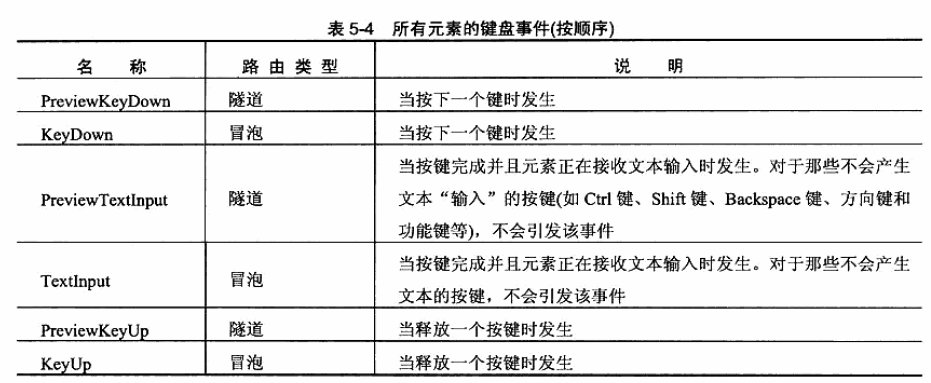 表 5-4 所有元素的键盘事件(按顺序)
名 称 路 由 类 型 说 明
PreviewKeyDown 隧道 当按下一个键时发生
KeyDown 冒泡 当按下一个键时发生
PreviewTextInput 隧道 当按键完成并且元素正在接收文本输入时发生。对于那些不会产生
文本“输入”的按键(如 Ctrl 键、Shift 键、Backspace 键、方向键和
功能键等)，不会引发该事件
TextInput 冒泡 当按键完成并且元素正在接收文本输入时发生。对于那些不会产生
文本的按键，不会引发该事件
PreviewKeyUp 隧道 当释放一个按键时发生
KeyUp 冒泡 当释放一个按键时发生